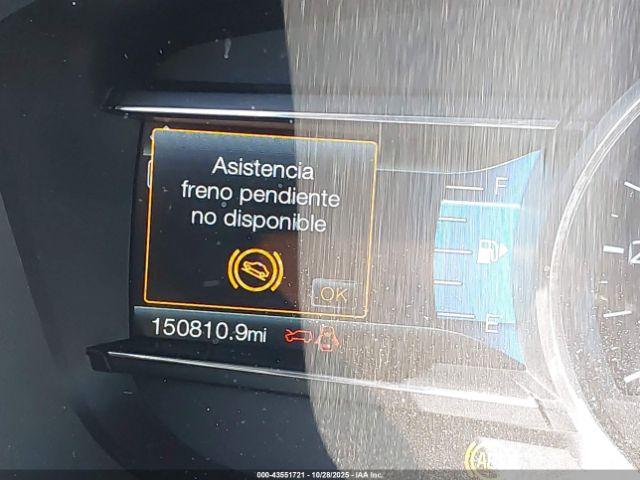 Asistencia
freno pendiente
no disponible
OK
F
E
150810.9mi
000-43551721 - 10/28/2025 - IAA Inc.